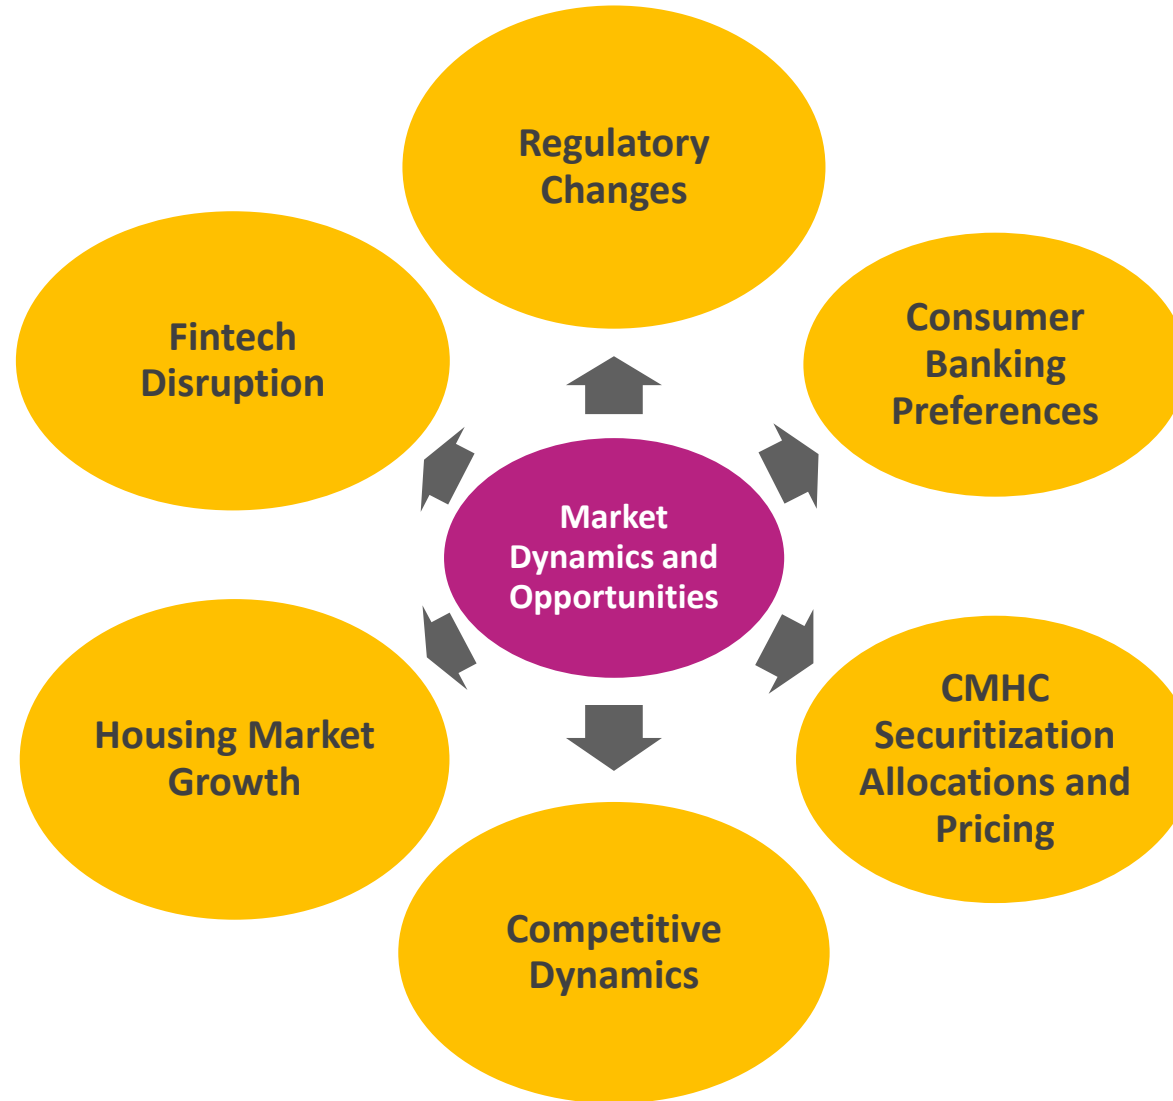 Regulatory
Changes
Fintech
Disruption
Consumer
Banking
Preferences
Market
Dynamics and
Opportunities
Housing Market
Growth
CMHC
Securitization
Allocations and
Pricing
Competitive
Dynamics